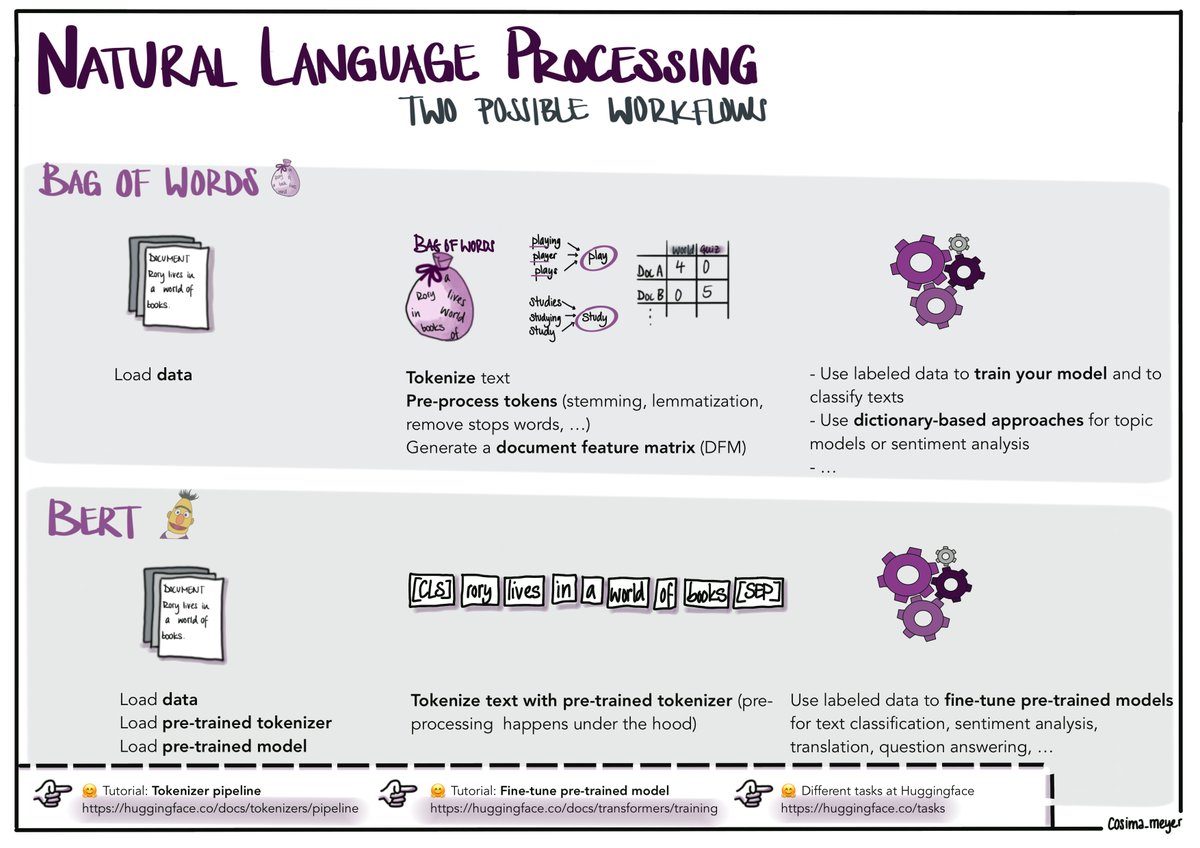 NATURAL LANGUAGE PROCESSING
TWO POSSIBLE WORKFLOWS
BAG OF WORDS
DOCUMENT
Rory lives in
a world of
books.
Load data
BAG OF WORDS
a
Rory lives
in world
books of
playing
player
plays
play
studies
studying
study
study
world quiz
Doc A 4 0
Doc B 0 5
Tokenize text
Pre-process tokens (stemming, lemmatization,
remove stops words, …)
Generate a document feature matrix (DFM)
- Use labeled data to train your model and to
classify texts
- Use dictionary-based approaches for topic
models or sentiment analysis
- …
BERT
DOCUMENT
Rory lives in
a world of
books.
Load data
Load pre-trained tokenizer
Load pre-trained model
[CLS] rory lives in a world of books [SEP]
Tokenize text with pre-trained tokenizer (pre-
processing happens under the hood)
Use labeled data to fine-tune pre-trained models
for text classification, sentiment analysis,
translation, question answering, …
🤗 Tutorial: Tokenizer pipeline
https://huggingface.co/docs/tokenizers/pipeline
🤗 Tutorial: Fine-tune pre-trained model
https://huggingface.co/docs/transformers/training
🤗 Different tasks at Huggingface
https://huggingface.co/tasks
cosima_meyer